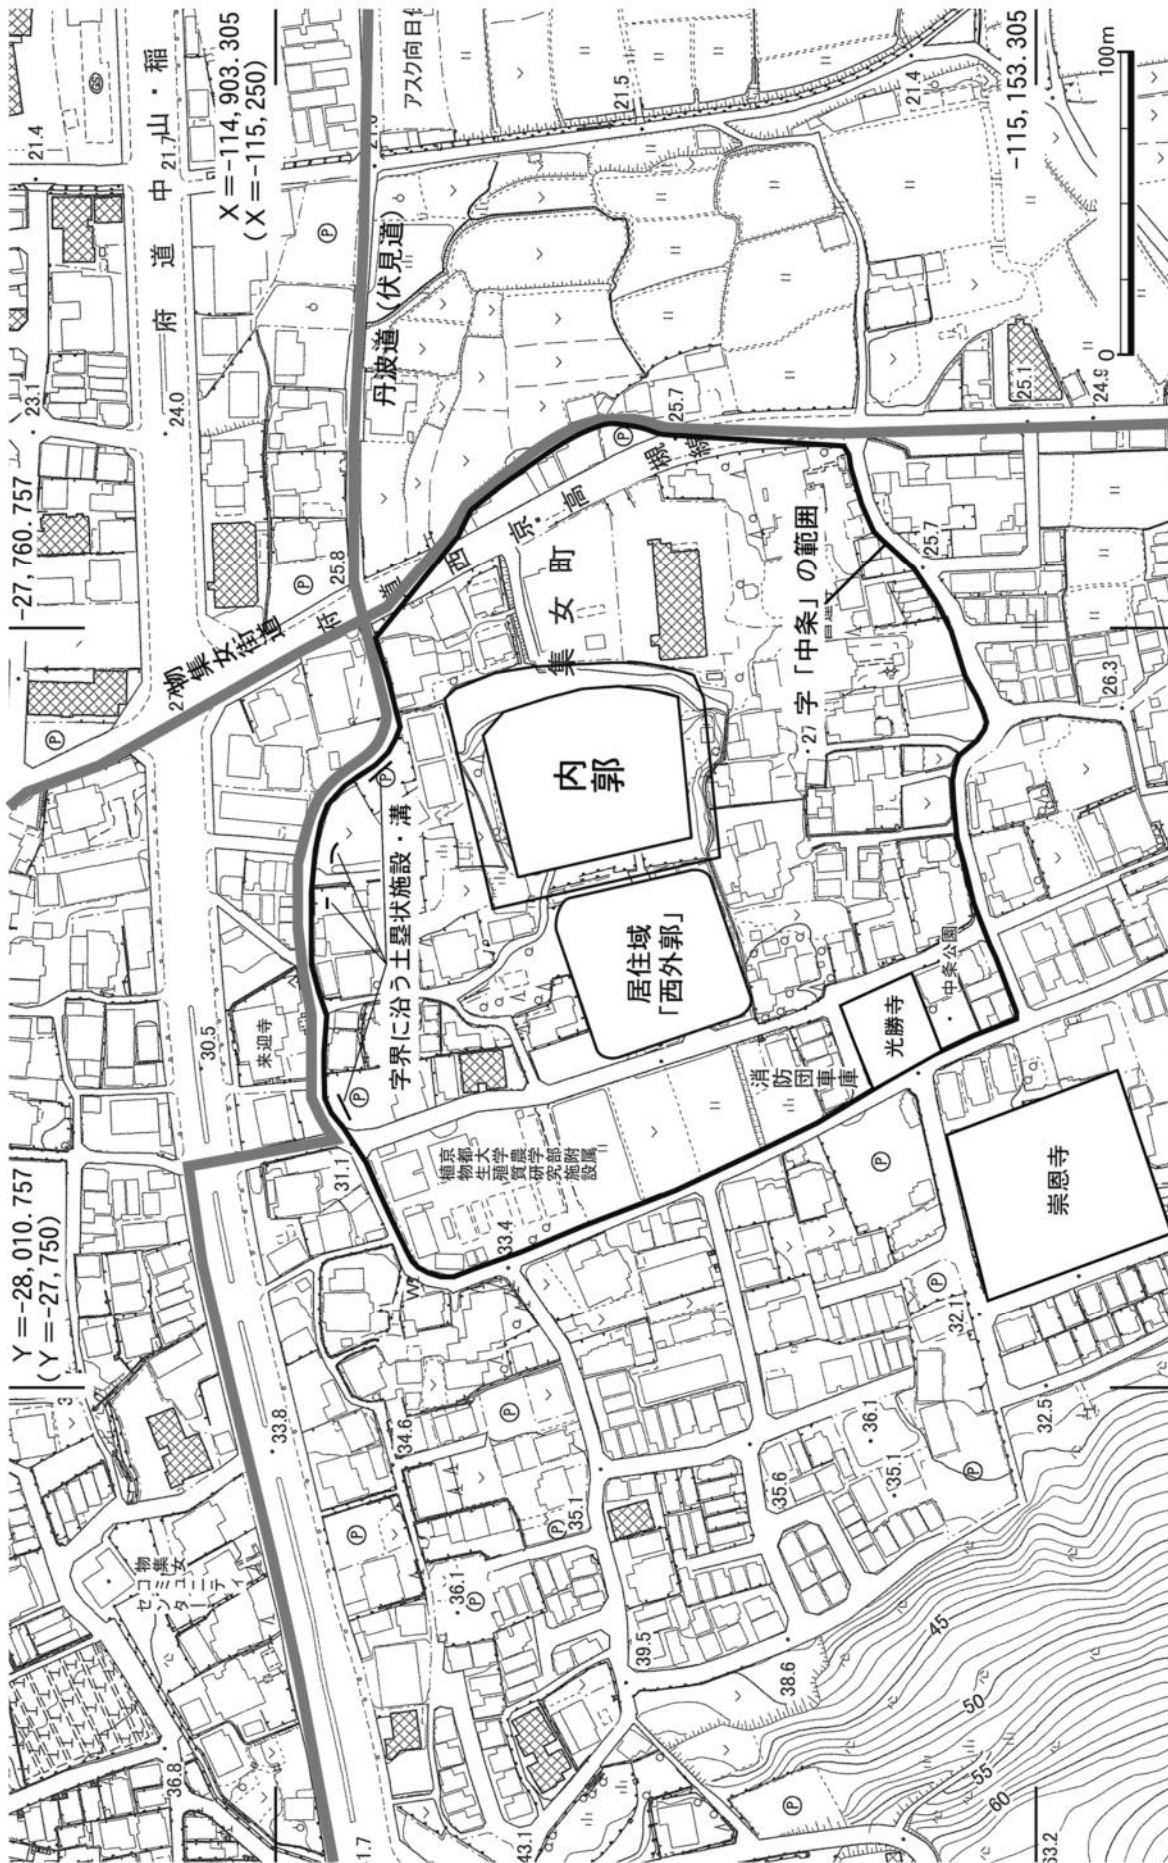 Y=-28,010.757
(Y=-27,750)
-27,760.757
X=-114,903.305
(X=-115,250)
-115,153.305
府道中山・稲
アスク向日
丹波道(伏見道)
物集女街道
府道西京高槻線
集女町
字「中条」の範囲
内郭
居住域
「西外郭」
字界に沿う土塁状施設・溝
来迎寺
光勝寺
中条公園
消防団車庫
崇恩寺
京都大学農学部附属
植物生殖質研究施設
物集女
コミュニティ
センター
0
100m
21.4
23.1
24.0
25.8
21.5
21.4
25.7
25.1
24.9
25.7
26.3
30.5
31.1
33.4
33.8
34.6
35.1
36.1
36.8
39.5
38.6
35.6
36.1
35.1
32.1
32.5
43.1
45
50
55
60
63.2
P
GS